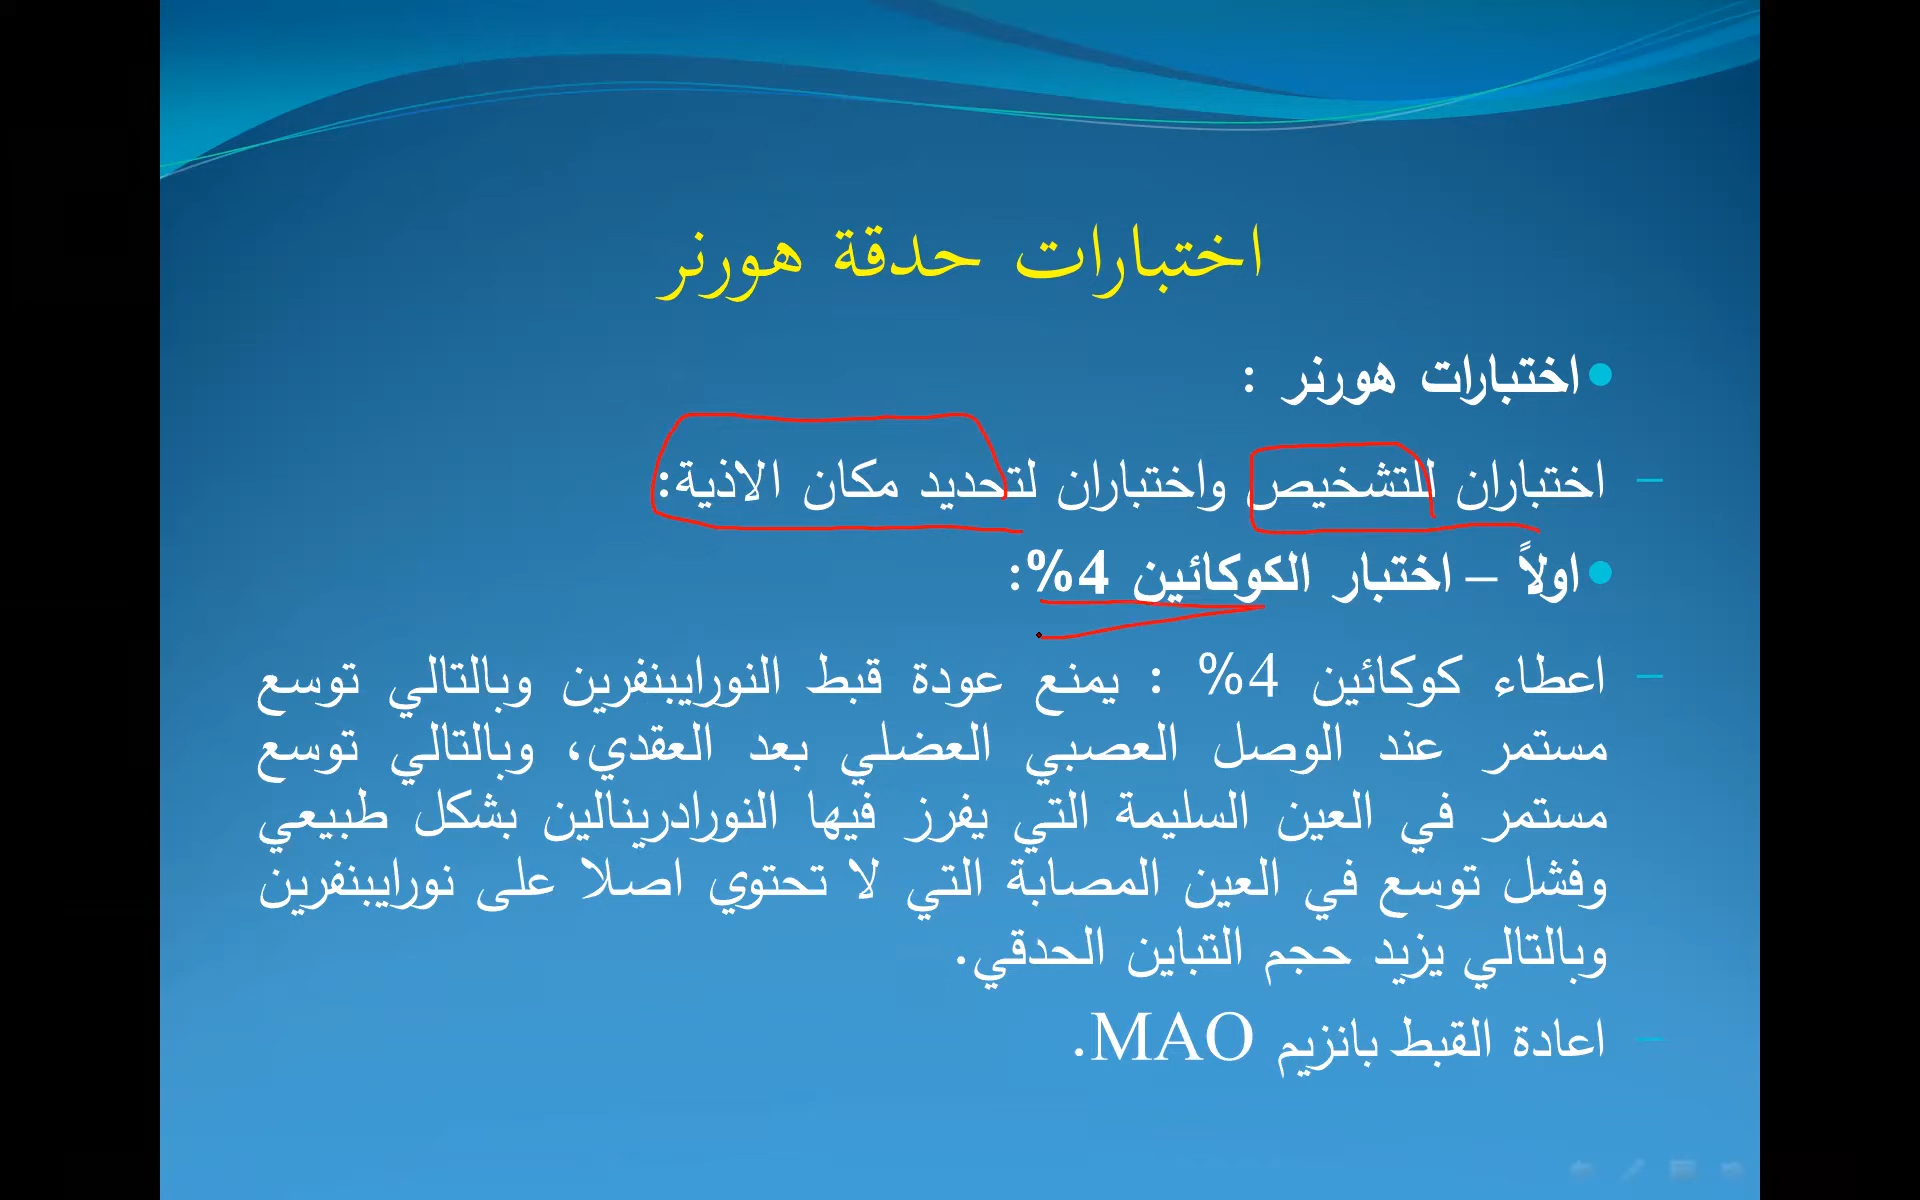 اختبارات حدقة هورنر
•اختبارات هورنر :
– اختباران للتشخيص واختباران لتحديد مكان الاذية:
•اولاً – اختبار الكوكائين 4%:
– اعطاء كوكائين 4% : يمنع عودة قبط النورايبنفرين وبالتالي توسع
مستمر عند الوصل العصبي العضلي بعد العقدي، وبالتالي توسع
مستمر في العين السليمة التي يفرز فيها النورادرينالين بشكل طبيعي
وفشل توسع في العين المصابة التي لا تحتوي اصلا على نورايبنفرين
وبالتالي يزيد حجم التباين الحدقي.
– اعادة القبط بانزيم MAO.